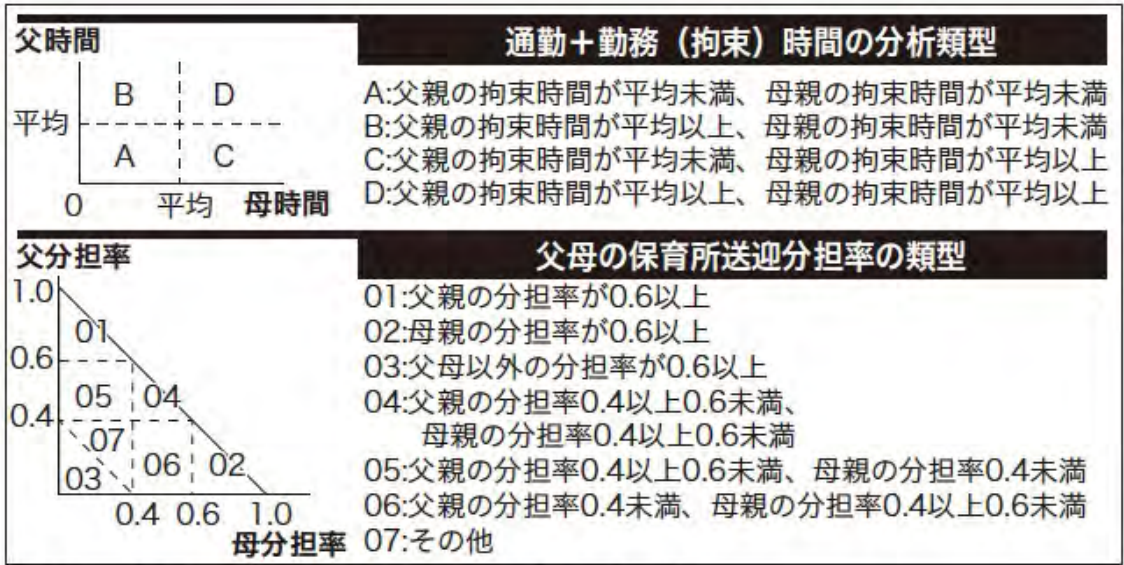 父時間
B D
平均
A C
0 平均 母時間
通勤+勤務（拘束）時間の分析類型
A:父親の拘束時間が平均未満、母親の拘束時間が平均未満
B:父親の拘束時間が平均以上、母親の拘束時間が平均未満
C:父親の拘束時間が平均未満、母親の拘束時間が平均以上
D:父親の拘束時間が平均以上、母親の拘束時間が平均以上
父分担率
1.0
01
0.6
05 04
0.4
07
06 02
03
0.4 0.6 1.0
母分担率
父母の保育所送迎分担率の類型
01:父親の分担率が0.6以上
02:母親の分担率が0.6以上
03:父母以外の分担率が0.6以上
04:父親の分担率0.4以上0.6未満、
母親の分担率0.4以上0.6未満
05:父親の分担率0.4以上0.6未満、母親の分担率0.4未満
06:父親の分担率0.4未満、母親の分担率0.4以上0.6未満
07:その他